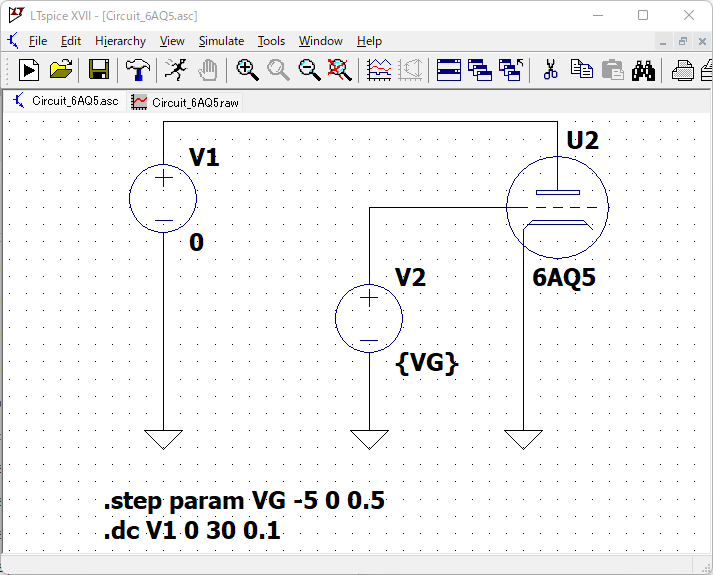 LTspice XVII - [Circuit_6AQ5.asc]
File Edit Hierarchy View Simulate Tools Window Help
Circuit_6AQ5.asc Circuit_6AQ5.raw
V1
U2
0
V2
6AQ5
{VG}
.step param VG -5 0 0.5
.dc V1 0 30 0.1